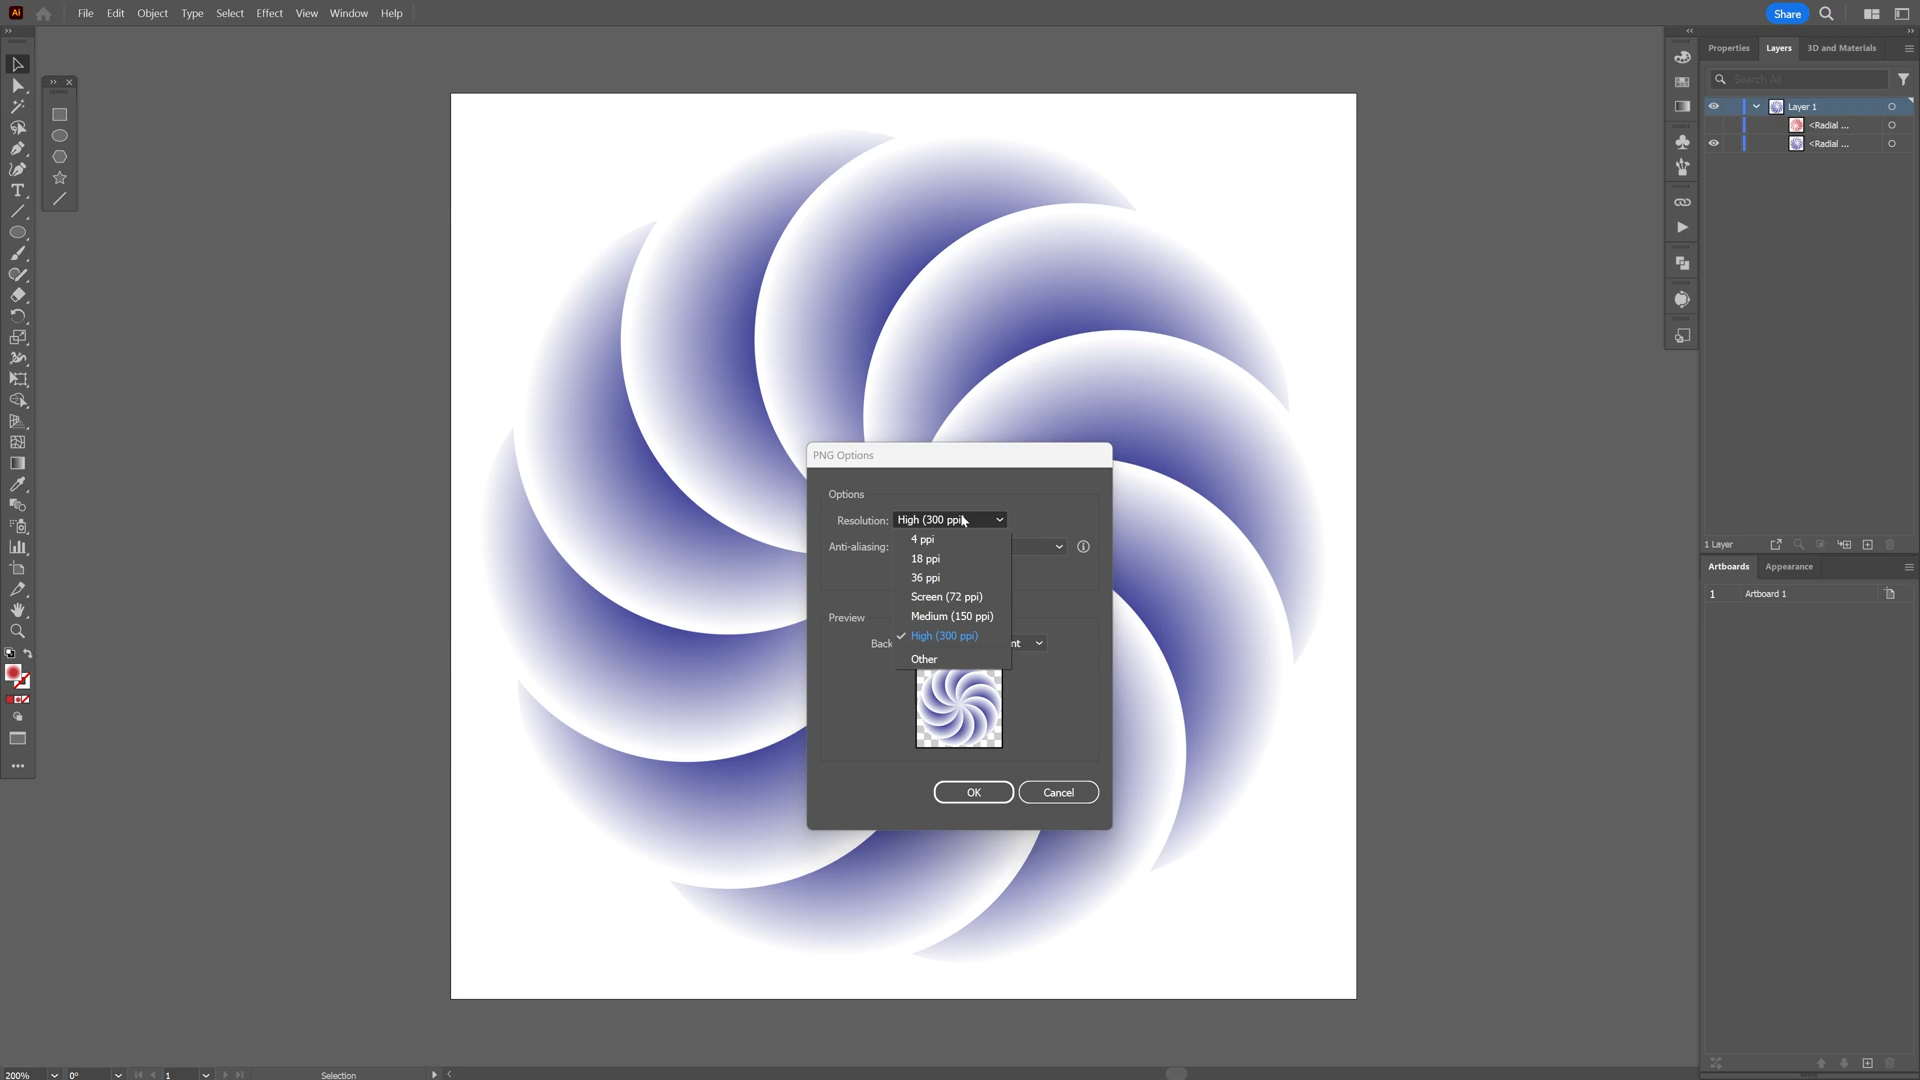 Ai File Edit Object Type Select Effect View Window Help Share
Properties Layers 3D and Materials
Search All
Layer 1
<Radial ...
<Radial ...
PNG Options
Options
Resolution: High (300 ppi)
Anti-aliasing:
4 ppi
18 ppi
36 ppi
Screen (72 ppi)
Medium (150 ppi)
High (300 ppi)
Other
Preview
Back
nt
OK Cancel
1 Layer
Artboards Appearance
1 Artboard 1
200% 0° 1 Selection